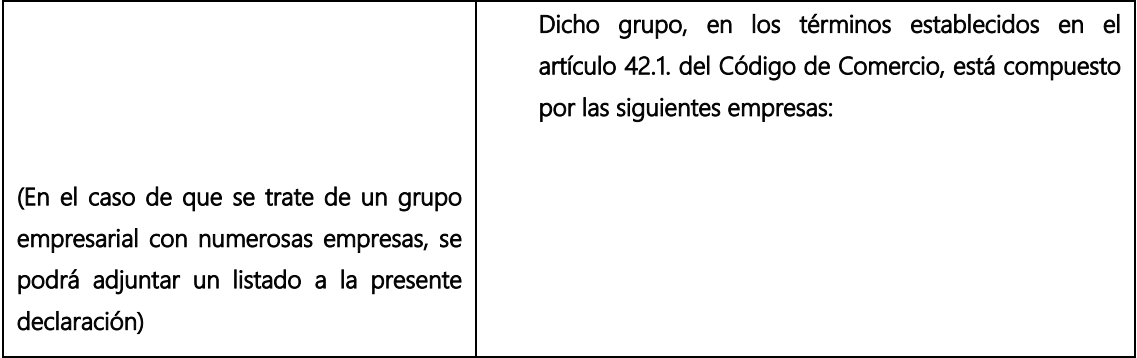 Dicho grupo, en los términos establecidos en el
artículo 42.1. del Código de Comercio, está compuesto
por las siguientes empresas:
(En el caso de que se trate de un grupo
empresarial con numerosas empresas, se
podrá adjuntar un listado a la presente
declaración)